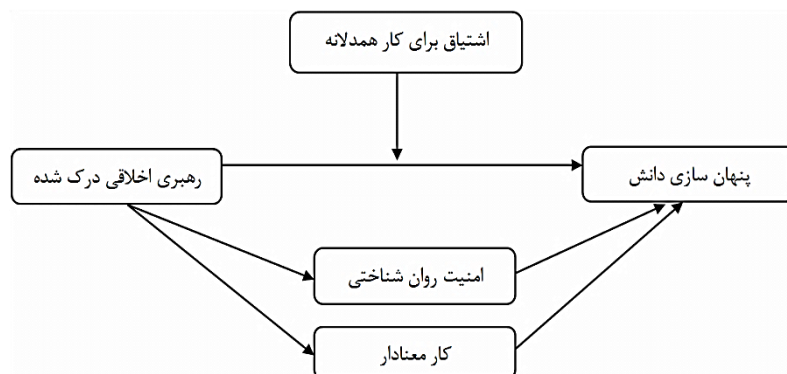 اشتیاق برای کار همدلانه
رهبری اخلاقی درک شده
پنهان سازی دانش
امنیت روان شناختی
کار معنادار